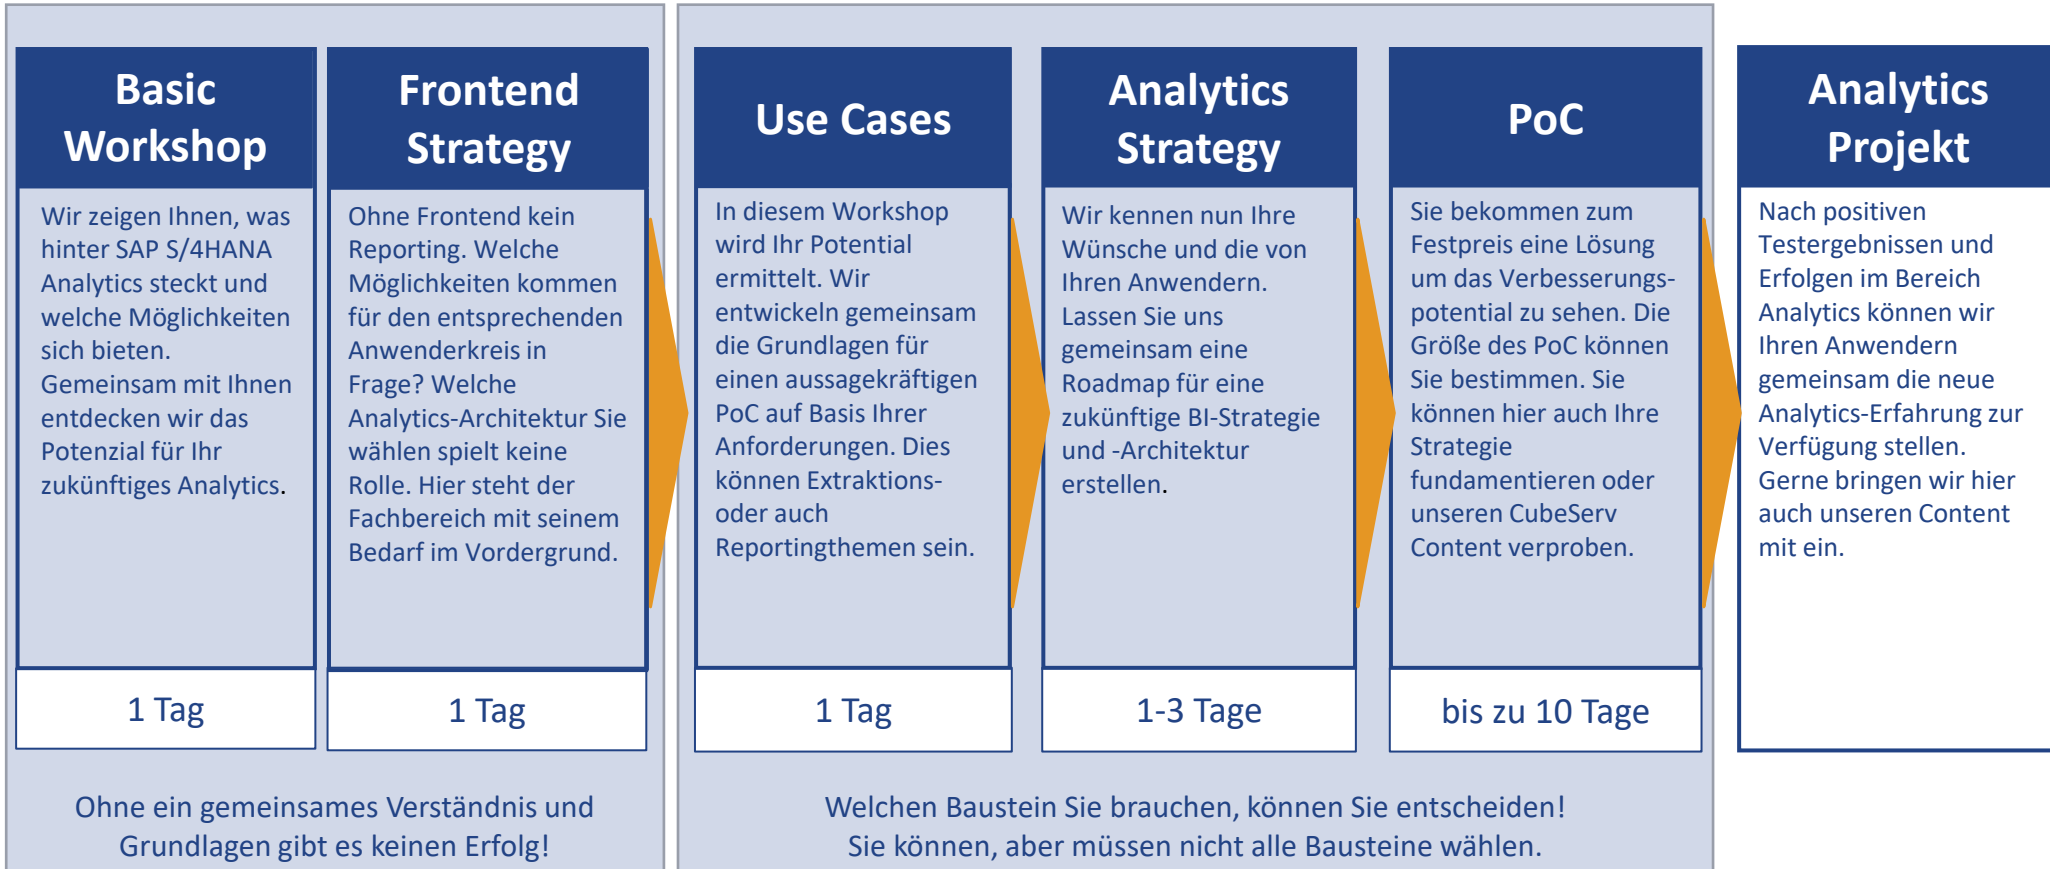 Basic
Workshop
Wir zeigen Ihnen, was
hinter SAP S/4HANA
Analytics steckt und
welche Möglichkeiten
sich bieten.
Gemeinsam mit Ihnen
entdecken wir das
Potenzial für Ihr
zukünftiges Analytics.
1 Tag
Frontend
Strategy
Ohne Frontend kein
Reporting. Welche
Möglichkeiten kommen
für den entsprechenden
Anwenderkreis in
Frage? Welche
Analytics-Architektur Sie
wählen spielt keine
Rolle. Hier steht der
Fachbereich mit seinem
Bedarf im Vordergrund.
1 Tag
Ohne ein gemeinsames Verständnis und
Grundlagen gibt es keinen Erfolg!
Use Cases
In diesem Workshop
wird Ihr Potential
ermittelt. Wir
entwickeln gemeinsam
die Grundlagen für
einen aussagekräftigen
PoC auf Basis Ihrer
Anforderungen. Dies
können Extraktions-
oder auch
Reportingthemen sein.
1 Tag
Analytics
Strategy
Wir kennen nun Ihre
Wünsche und die von
Ihren Anwendern.
Lassen Sie uns
gemeinsam eine
Roadmap für eine
zukünftige BI-Strategie
und -Architektur
erstellen.
1-3 Tage
PoC
Sie bekommen zum
Festpreis eine Lösung
um das Verbesserungs-
potential zu sehen. Die
Größe des PoC können
Sie bestimmen. Sie
können hier auch Ihre
Strategie
fundamentieren oder
unseren CubeServ
Content verproben.
bis zu 10 Tage
Welchen Baustein Sie brauchen, können Sie entscheiden!
Sie können, aber müssen nicht alle Bausteine wählen.
Analytics
Projekt
Nach positiven
Testergebnissen und
Erfolgen im Bereich
Analytics können wir
Ihren Anwendern
gemeinsam die neue
Analytics-Erfahrung zur
Verfügung stellen.
Gerne bringen wir hier
auch unseren Content
mit ein.